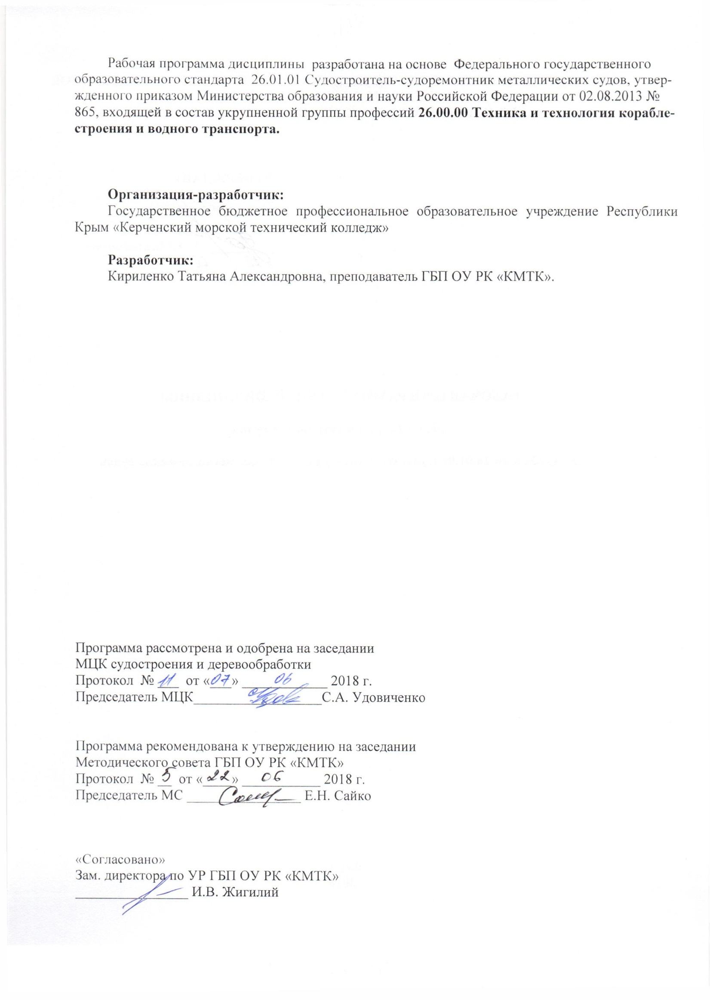 Рабочая программа дисциплины разработана на основе Федерального государственного
образовательного стандарта 26.01.01 Судостроитель-судоремонтник металлических судов, утвер-
жденного приказом Министерства образования и науки Российской Федерации от 02.08.2013 №
865, входящей в состав укрупненной группы профессий 26.00.00 Техника и технология корабле-
строения и водного транспорта.
Организация-разработчик:
Государственное бюджетное профессиональное образовательное учреждение Республики
Крым «Керченский морской технический колледж»
Разработчик:
Кириленко Татьяна Александровна, преподаватель ГБП ОУ РК «КМТК».
Программа рассмотрена и одобрена на заседании
МЦК судостроения и деревообработки
Протокол № 11 от «07» 06 2018 г.
Председатель МЦК С.А. Удовиченко
Программа рекомендована к утверждению на заседании
Методического совета ГБП ОУ РК «КМТК»
Протокол № 5 от «22» 06 2018 г.
Председатель МС Е.Н. Сайко
«Согласовано»
Зам. директора по УР ГБП ОУ РК «КМТК»
И.В. Жигилий